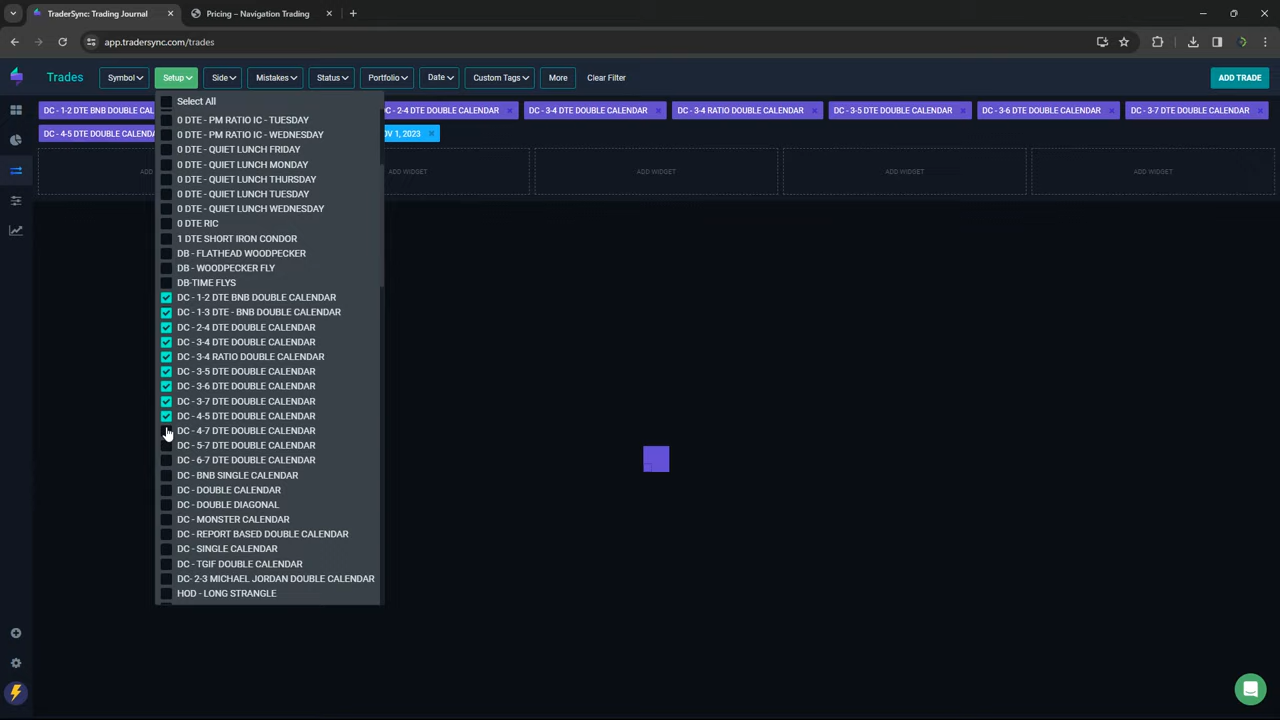 TraderSync: Trading Journal
Pricing – Navigation Trading
app.tradersync.com/trades
Trades
Symbol
Setup
Side
Mistakes
Status
Portfolio
Date
Custom Tags
More
Clear Filter
ADD TRADE
DC - 1-2 DTE BNB DOUBLE CAL
DC - 2-4 DTE DOUBLE CALENDAR
DC - 3-4 DTE DOUBLE CALENDAR
DC - 3-4 RATIO DOUBLE CALENDAR
DC - 3-5 DTE DOUBLE CALENDAR
DC - 3-6 DTE DOUBLE CALENDAR
DC - 3-7 DTE DOUBLE CALENDAR
DC - 4-5 DTE DOUBLE CALENDA
1, 2023
ADD
ADD WIDGET
ADD WIDGET
ADD WIDGET
ADD WIDGET
Select All
0 DTE - PM RATIO IC - TUESDAY
0 DTE - PM RATIO IC - WEDNESDAY
0 DTE - QUIET LUNCH FRIDAY
0 DTE - QUIET LUNCH MONDAY
0 DTE - QUIET LUNCH THURSDAY
0 DTE - QUIET LUNCH TUESDAY
0 DTE - QUIET LUNCH WEDNESDAY
0 DTE RIC
1 DTE SHORT IRON CONDOR
DB - FLATHEAD WOODPECKER
DB - WOODPECKER FLY
DB-TIME FLYS
DC - 1-2 DTE BNB DOUBLE CALENDAR
DC - 1-3 DTE - BNB DOUBLE CALENDAR
DC - 2-4 DTE DOUBLE CALENDAR
DC - 3-4 DTE DOUBLE CALENDAR
DC - 3-4 RATIO DOUBLE CALENDAR
DC - 3-5 DTE DOUBLE CALENDAR
DC - 3-6 DTE DOUBLE CALENDAR
DC - 3-7 DTE DOUBLE CALENDAR
DC - 4-5 DTE DOUBLE CALENDAR
DC - 4-7 DTE DOUBLE CALENDAR
DC - 5-7 DTE DOUBLE CALENDAR
DC - 6-7 DTE DOUBLE CALENDAR
DC - BNB SINGLE CALENDAR
DC - DOUBLE CALENDAR
DC - DOUBLE DIAGONAL
DC - MONSTER CALENDAR
DC - REPORT BASED DOUBLE CALENDAR
DC - SINGLE CALENDAR
DC - TGIF DOUBLE CALENDAR
DC- 2-3 MICHAEL JORDAN DOUBLE CALENDAR
HOD - LONG STRANGLE